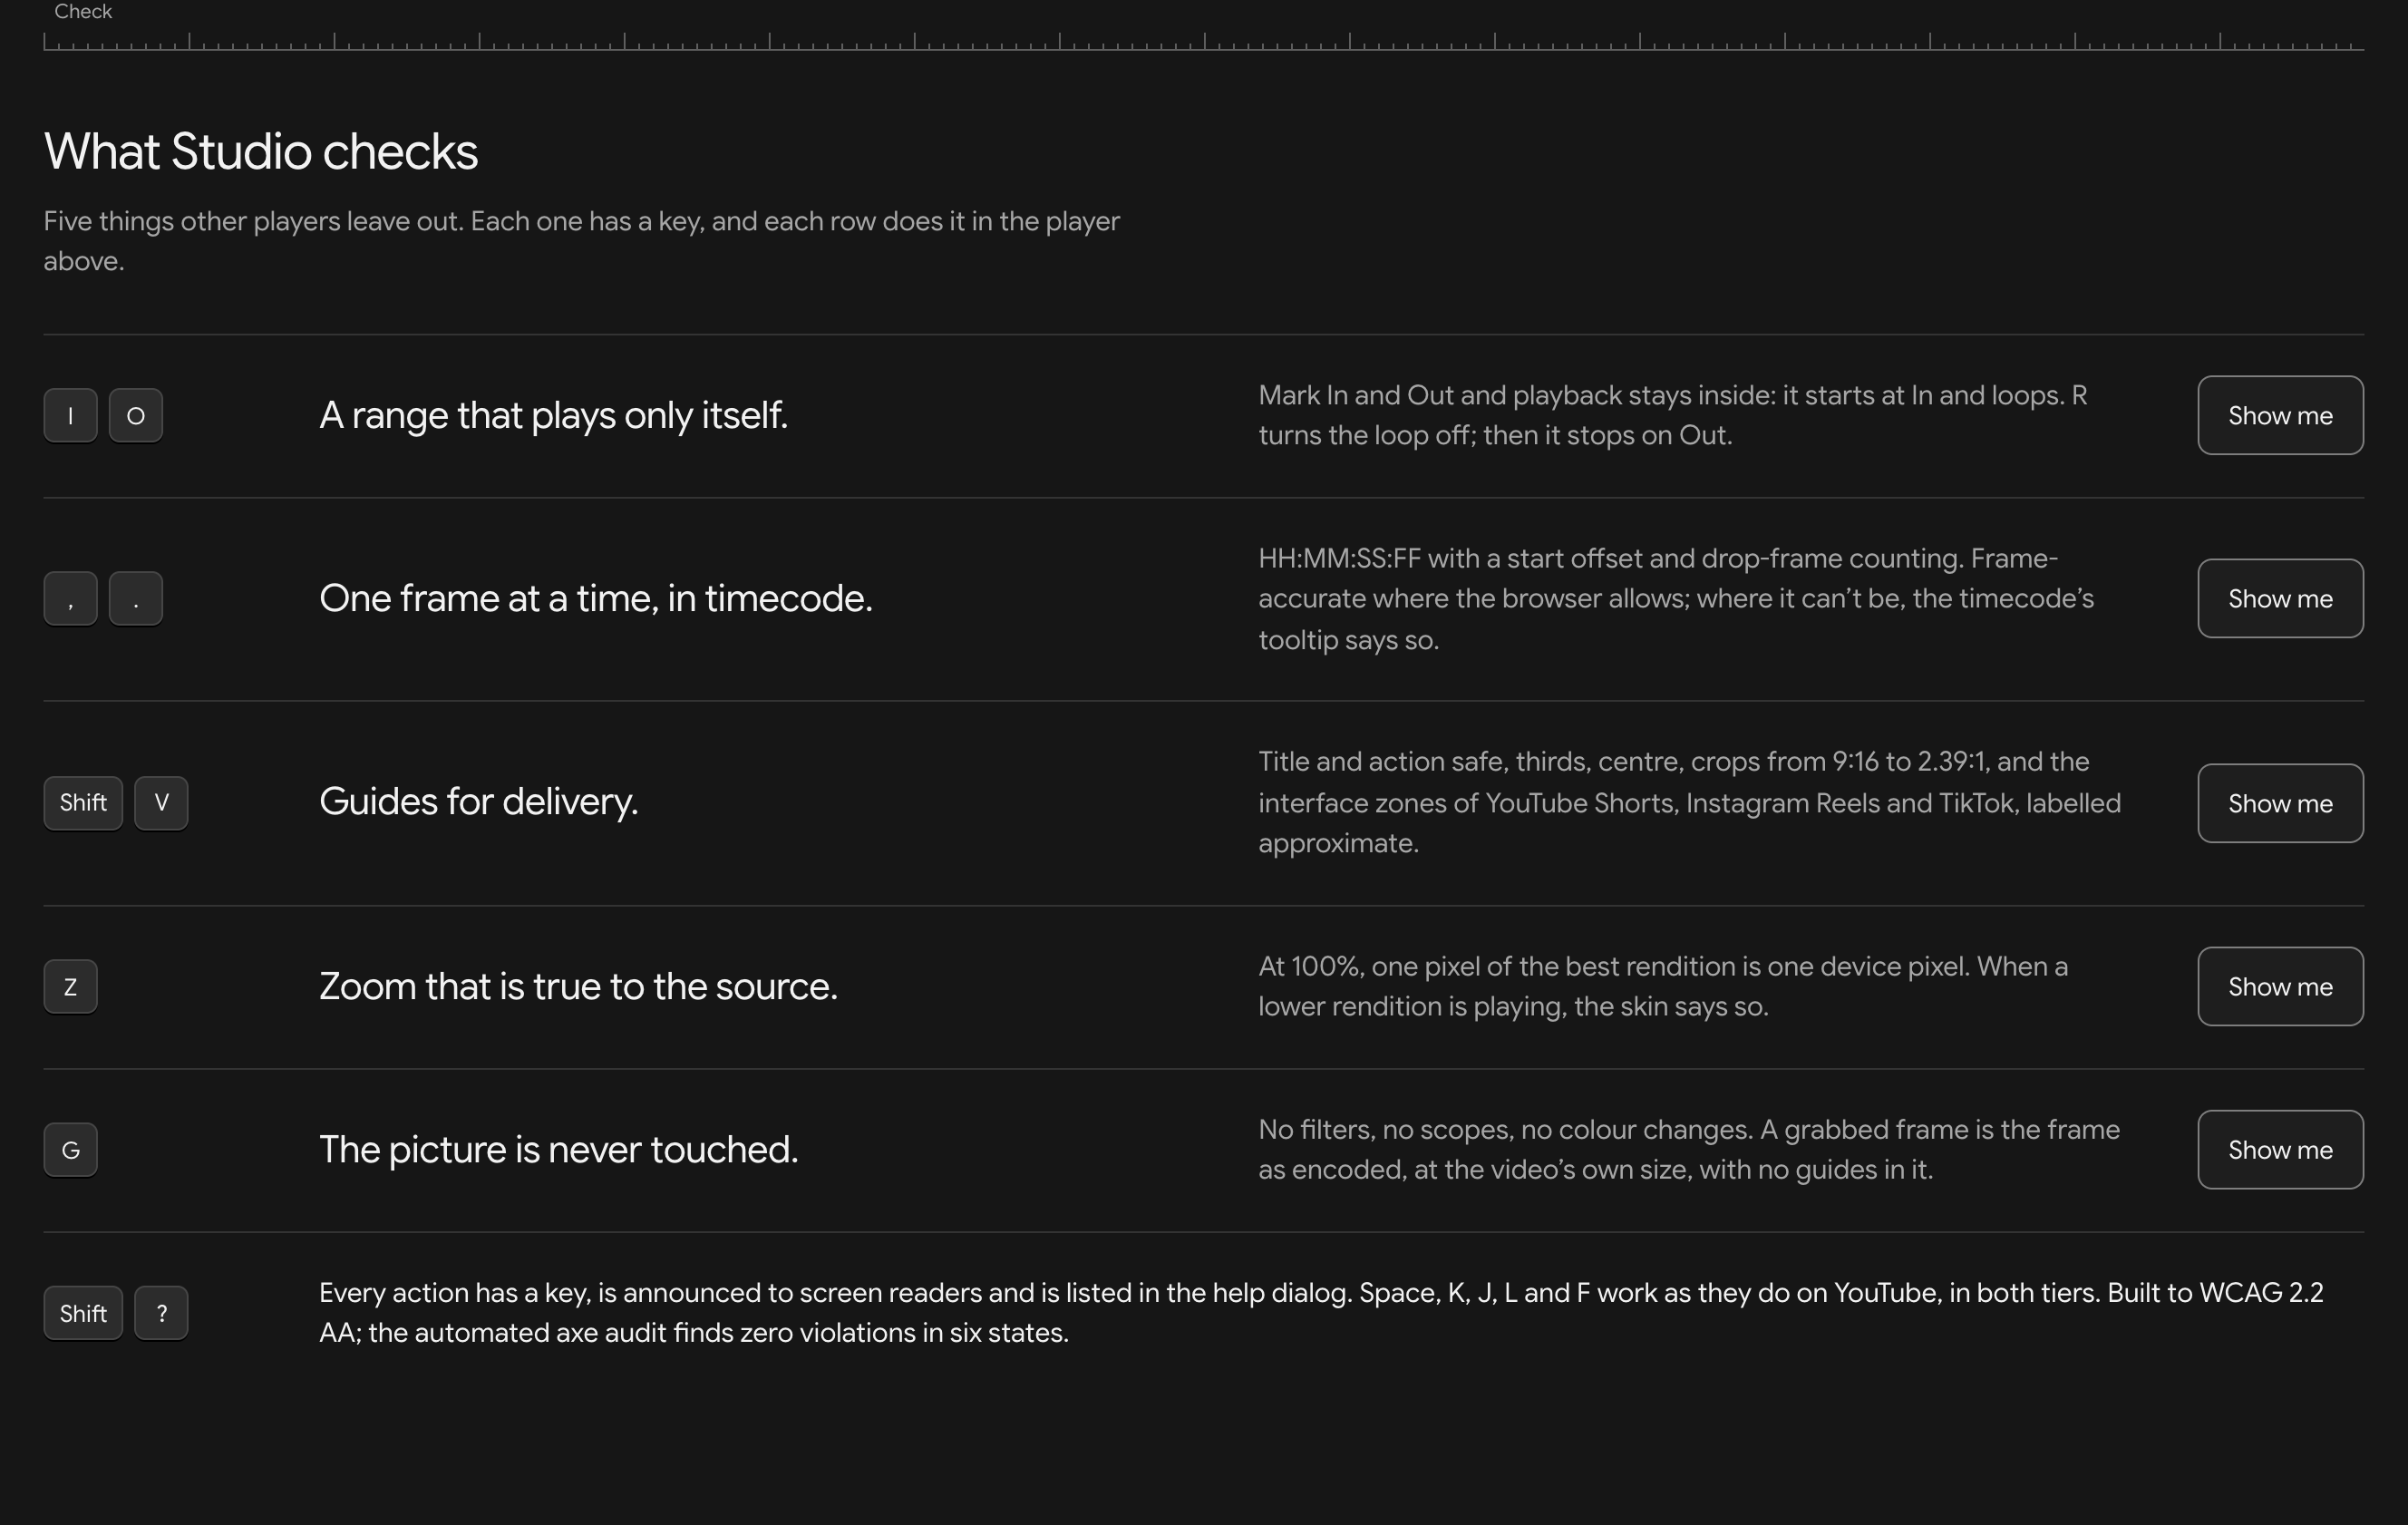 Check
What Studio checks
Five things other players leave out. Each one has a key, and each row does it in the player
above.
I O
A range that plays only itself.
Mark In and Out and playback stays inside: it starts at In and loops. R
turns the loop off; then it stops on Out.
Show me
, .
One frame at a time, in timecode.
HH:MM:SS:FF with a start offset and drop-frame counting. Frame-
accurate where the browser allows; where it can’t be, the timecode’s
tooltip says so.
Show me
Shift V
Guides for delivery.
Title and action safe, thirds, centre, crops from 9:16 to 2.39:1, and the
interface zones of YouTube Shorts, Instagram Reels and TikTok, labelled
approximate.
Show me
Z
Zoom that is true to the source.
At 100%, one pixel of the best rendition is one device pixel. When a
lower rendition is playing, the skin says so.
Show me
G
The picture is never touched.
No filters, no scopes, no colour changes. A grabbed frame is the frame
as encoded, at the video’s own size, with no guides in it.
Show me
Shift ?
Every action has a key, is announced to screen readers and is listed in the help dialog. Space, K, J, L and F work as they do on YouTube, in both tiers. Built to WCAG 2.2
AA; the automated axe audit finds zero violations in six states.